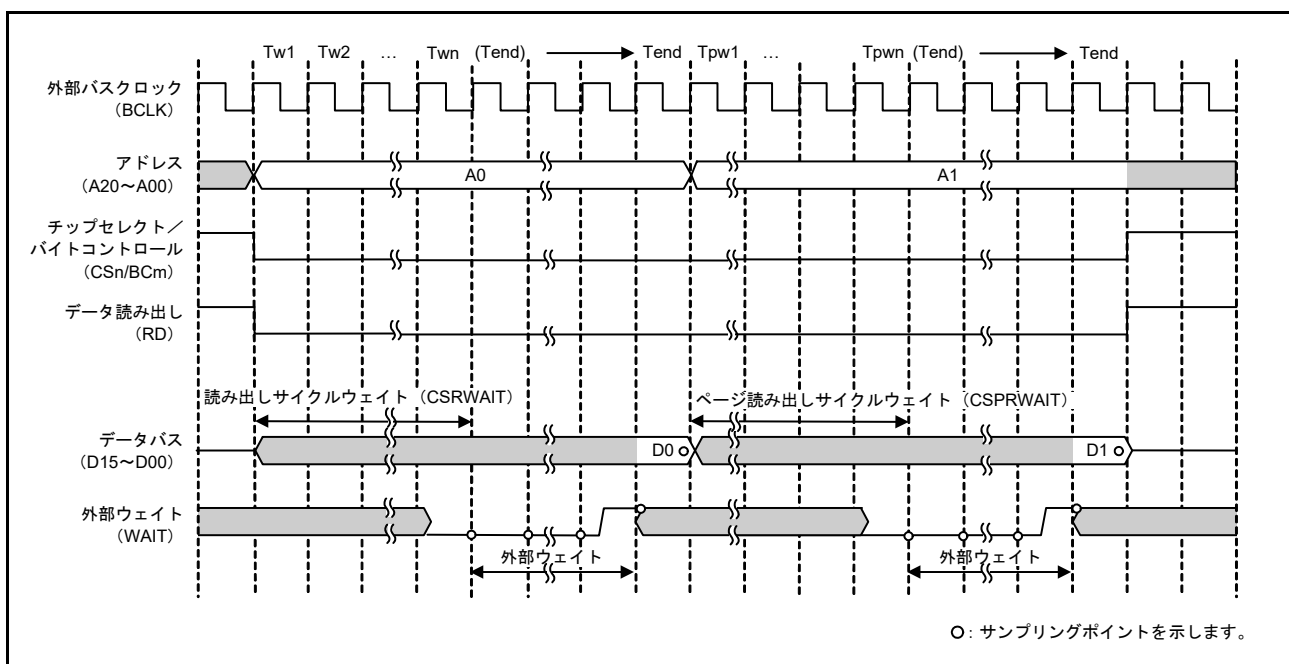 Tw1 Tw2 … Twn (Tend) Tend Tpw1 … Tpwn (Tend) Tend
外部バスクロック
（BCLK）
アドレス
（A20～A00）
A0 A1
チップセレクト／
バイトコントロール
（CSn/BCm）
データ読み出し
（RD）
読み出しサイクルウェイト（CSRWAIT） ページ読み出しサイクルウェイト（CSPRWAIT）
データバス
（D15～D00）
D0 D1
外部ウェイト
（WAIT）
外部ウェイト 外部ウェイト
：サンプリングポイントを示します。